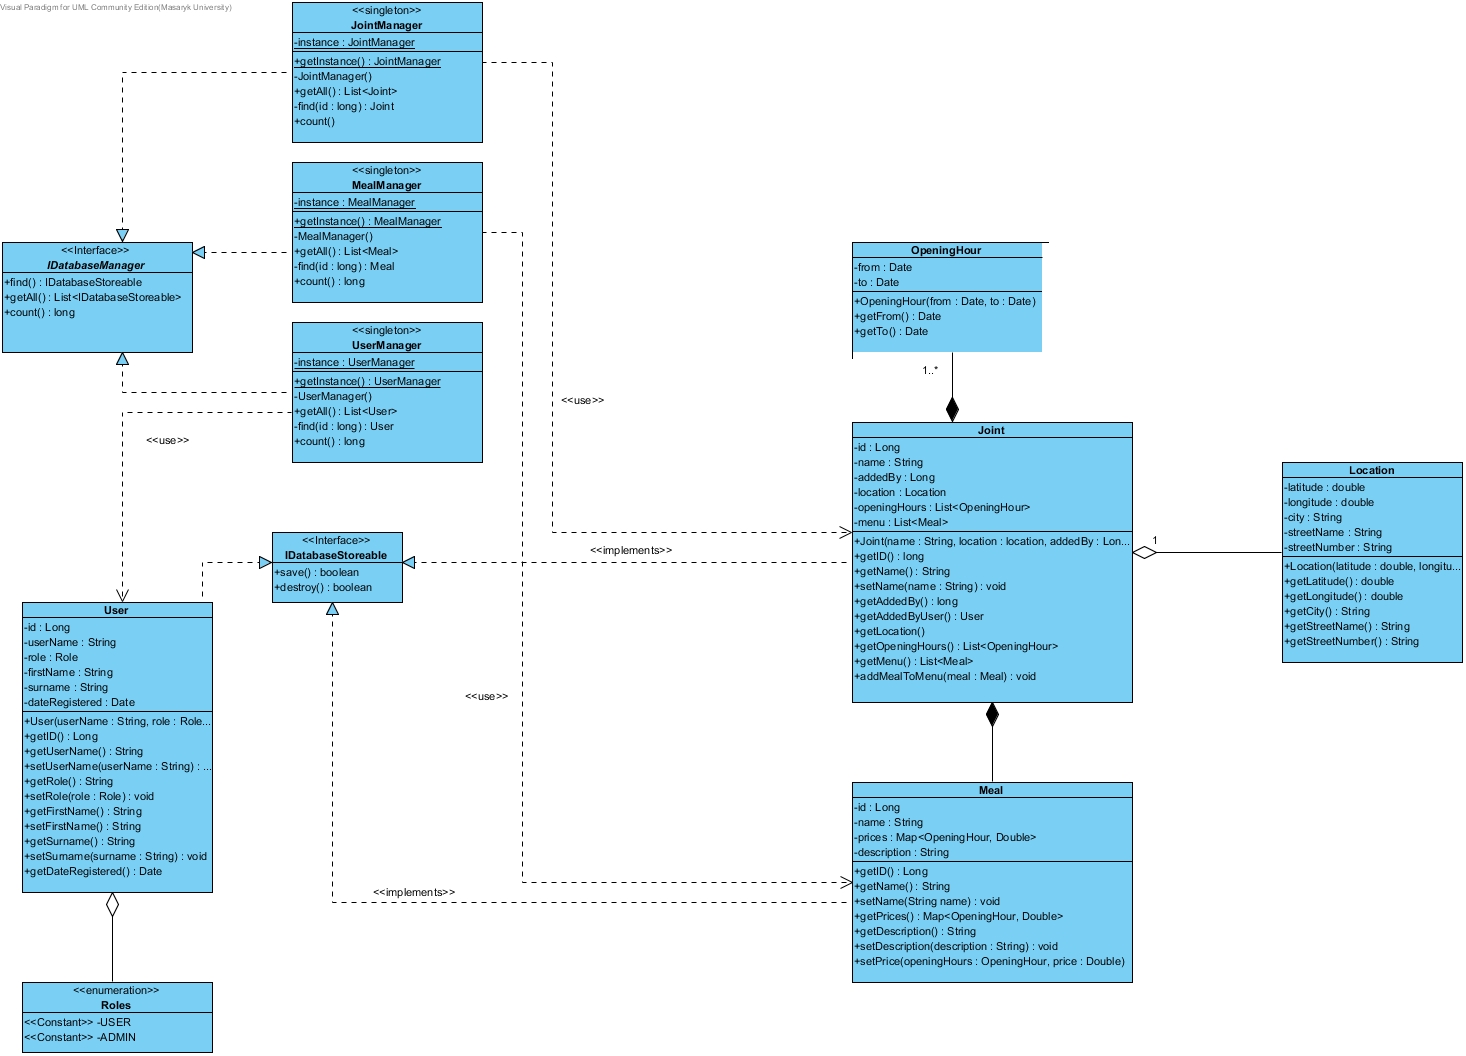 Visual Paradigm for UML Community Edition(Masaryk University)
<<singleton>>
JointManager
-instance : JointManager
+getInstance() : JointManager
-JointManager()
+getAll() : List<Joint>
-find(id : long) : Joint
+count()
<<singleton>>
MealManager
-instance : MealManager
+getInstance() : MealManager
-MealManager()
+getAll() : List<Meal>
-find(id : long) : Meal
+count() : long
<<Interface>>
IDatabaseManager
+find() : IDatabaseStoreable
+getAll() : List<IDatabaseStoreable>
+count() : long
<<singleton>>
UserManager
-instance : UserManager
+getInstance() : UserManager
-UserManager()
+getAll() : List<User>
-find(id : long) : User
+count() : long
<<use>>
<<use>>
OpeningHour
-from : Date
-to : Date
+OpeningHour(from : Date, to : Date)
+getFrom() : Date
+getTo() : Date
1..*
Joint
-id : Long
-name : String
-addedBy : Long
-location : Location
-openingHours : List<OpeningHour>
-menu : List<Meal>
+Joint(name : String, location : location, addedBy : Lon...
+getID() : long
+getName() : String
+setName(name : String) : void
+getAddedBy() : long
+getAddedByUser() : User
+getLocation()
+getOpeningHours() : List<OpeningHour>
+getMenu() : List<Meal>
+addMealToMenu(meal : Meal) : void
1
Location
-latitude : double
-longitude : double
-city : String
-streetName : String
-streetNumber : String
+Location(latitude : double, longitu...
+getLatitude() : double
+getLongitude() : double
+getCity() : String
+getStreetName() : String
+getStreetNumber() : String
<<Interface>>
IDatabaseStoreable
+save() : boolean
+destroy() : boolean
<<implements>>
User
-id : Long
-userName : String
-role : Role
-firstName : String
-surname : String
-dateRegistered : Date
+User(userName : String, role : Role...
+getID() : Long
+getUserName() : String
+setUserName(userName : String) : ...
+getRole() : String
+setRole(role : Role) : void
+getFirstName() : String
+setFirstName() : String
+getSurname() : String
+setSurname(surname : String) : void
+getDateRegistered() : Date
<<use>>
<<implements>>
Meal
-id : Long
-name : String
-prices : Map<OpeningHour, Double>
-description : String
+getID() : Long
+getName() : String
+setName(String name) : void
+getPrices() : Map<OpeningHour, Double>
+getDescription() : String
+setDescription(description : String) : void
+setPrice(openingHours : OpeningHour, price : Double)
<<enumeration>>
Roles
<<Constant>> -USER
<<Constant>> -ADMIN